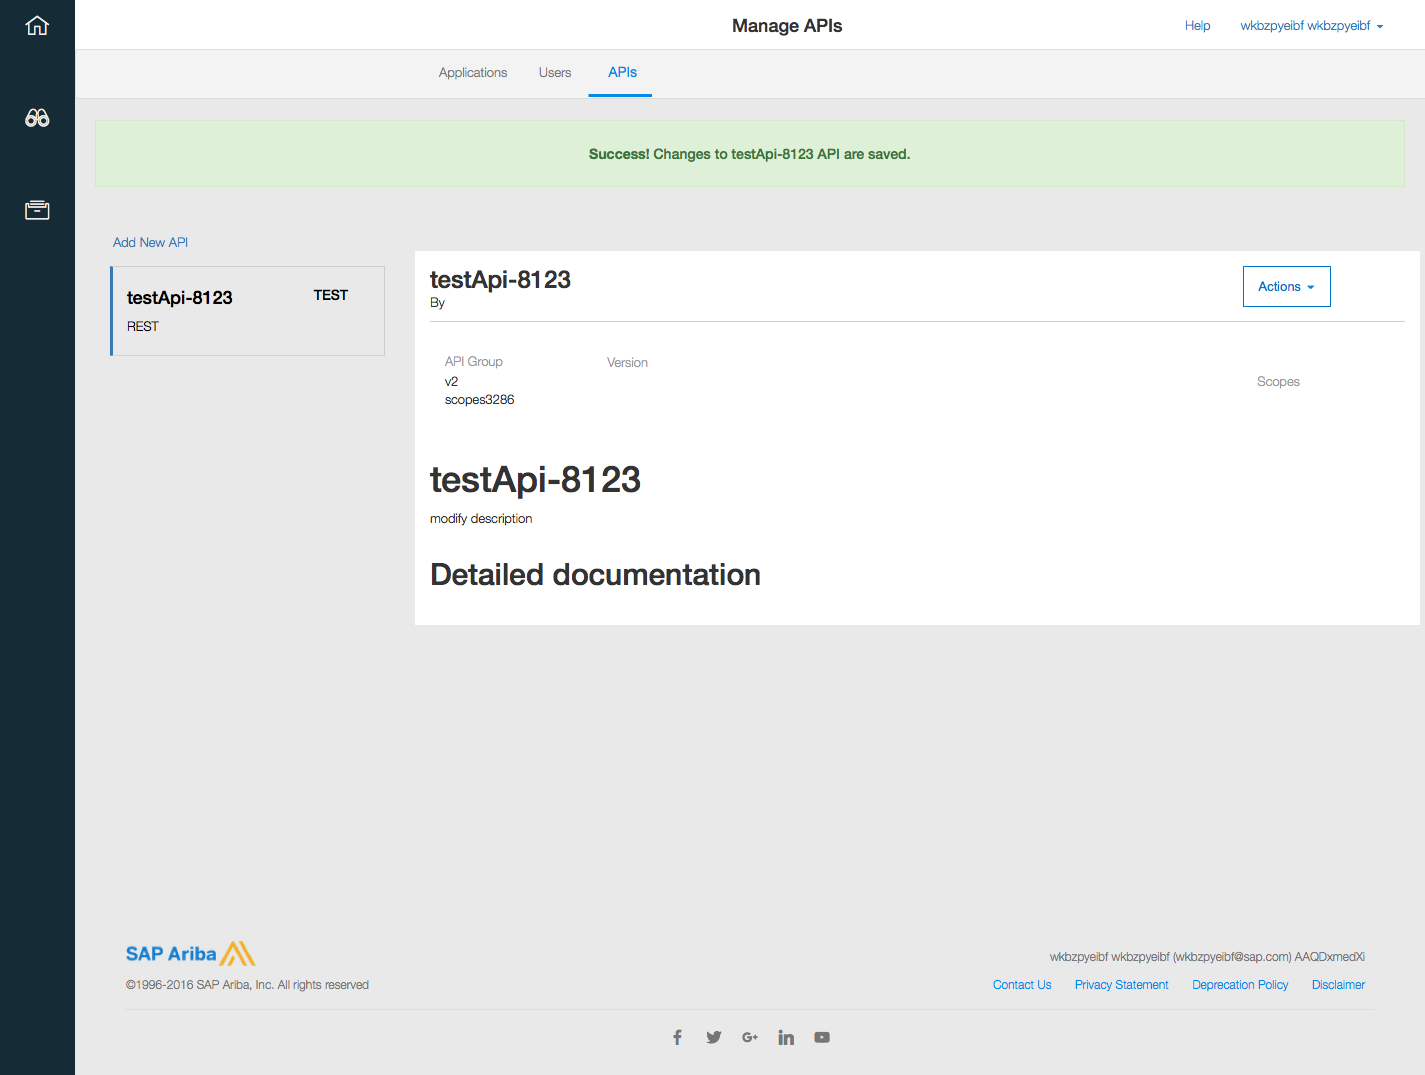 Manage APIs
Help
wkbzpyeibf wkbzpyeibf
Applications
Users
APIs
Success! Changes to testApi-8123 API are saved.
Add New API
testApi-8123
TEST
REST
testApi-8123
By
Actions
API Group
v2
scopes3286
Version
Scopes
testApi-8123
modify description
Detailed documentation
SAP Ariba
©1996-2016 SAP Ariba, Inc. All rights reserved
wkbzpyeibf wkbzpyeibf (wkbzpyeibf@sap.com) AAQDxmedXi
Contact Us
Privacy Statement
Deprecation Policy
Disclaimer